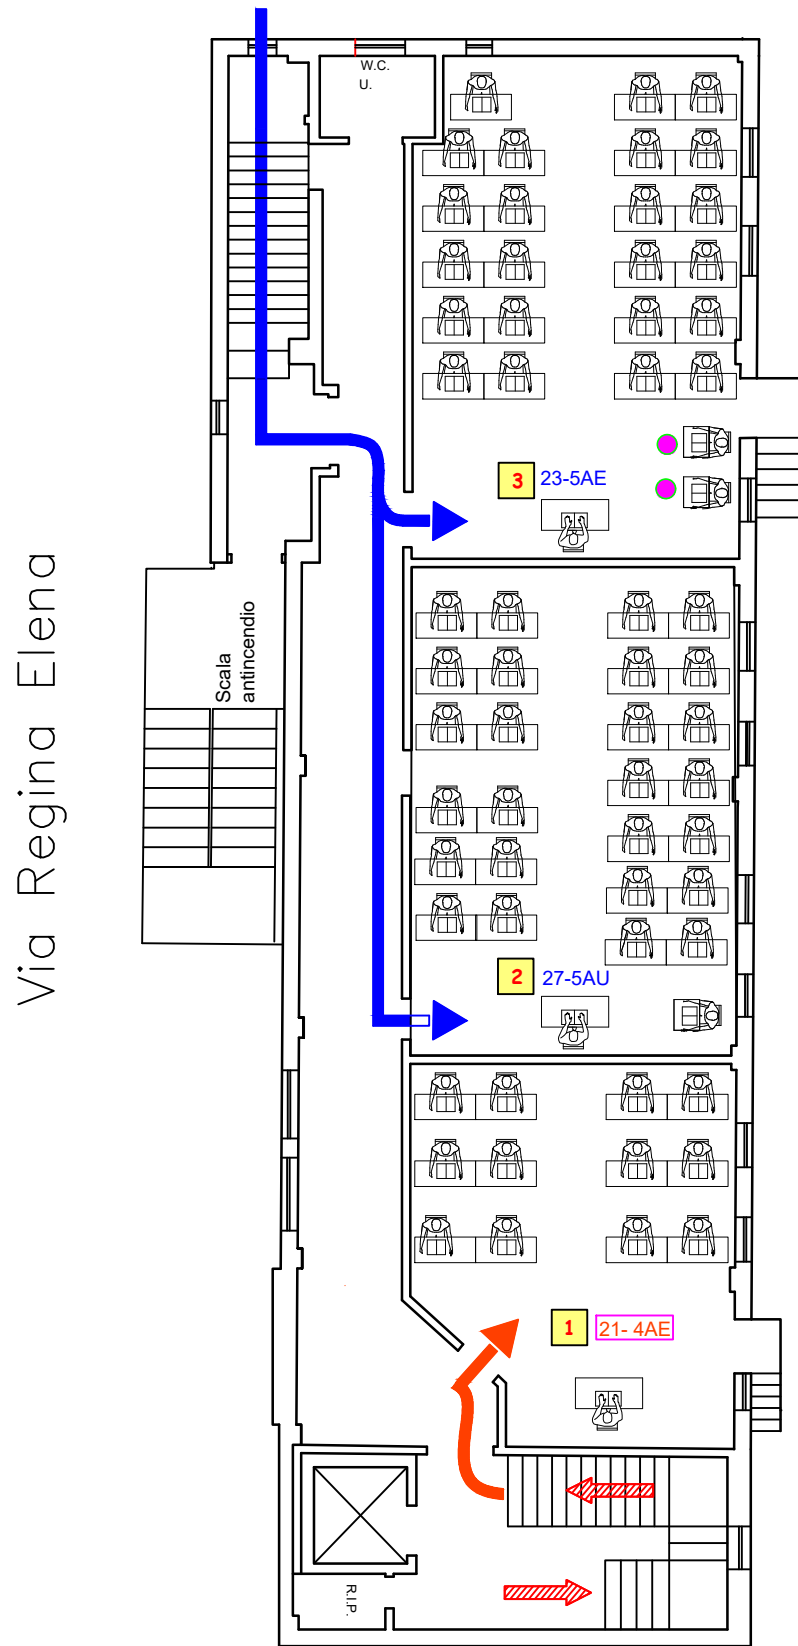 W.C.
U.
3
23-5AE
Via Regina Elena
Scala
antincendio
2
27-5AU
1
21- 4AE
R.I.P.